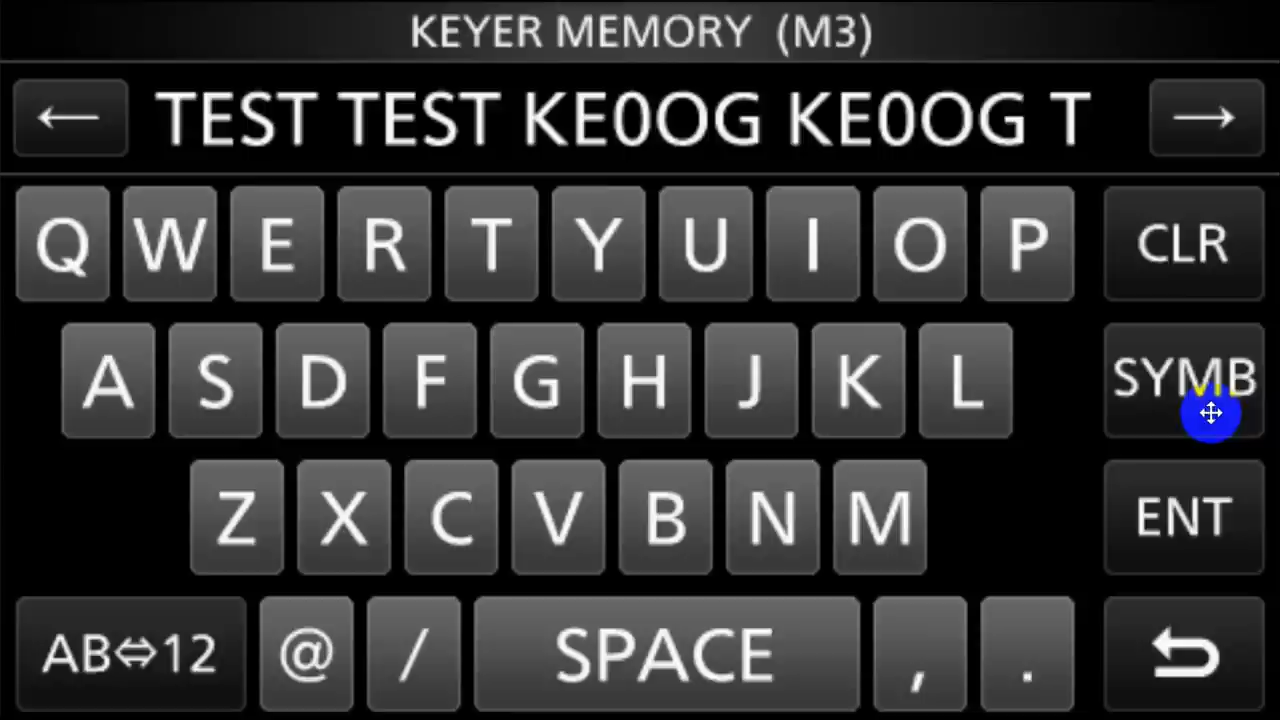 KEYER MEMORY (M3)
← TEST TEST KE0OG KE0OG T →
Q W E R T Y U I O P CLR
A S D F G H J K L SYMB
Z X C V B N M ENT
AB⇔12 @ / SPACE , . ⮌